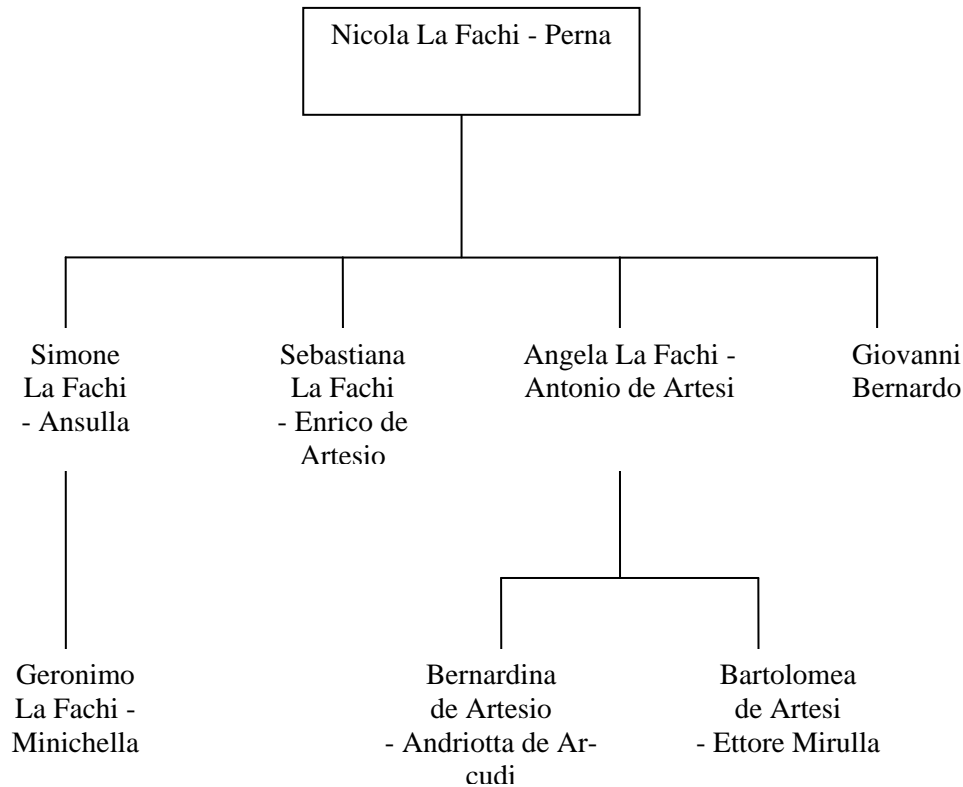 Nicola La Fachi - Perna
Simone
La Fachi
- Ansulla
Sebastiana
La Fachi
- Enrico de
Artesio
Angela La Fachi -
Antonio de Artesi
Giovanni
Bernardo
Geronimo
La Fachi -
Minichella
Bernardina
de Artesio
- Andriotta de Ar-
cudi
Bartolomea
de Artesi
- Ettore Mirulla